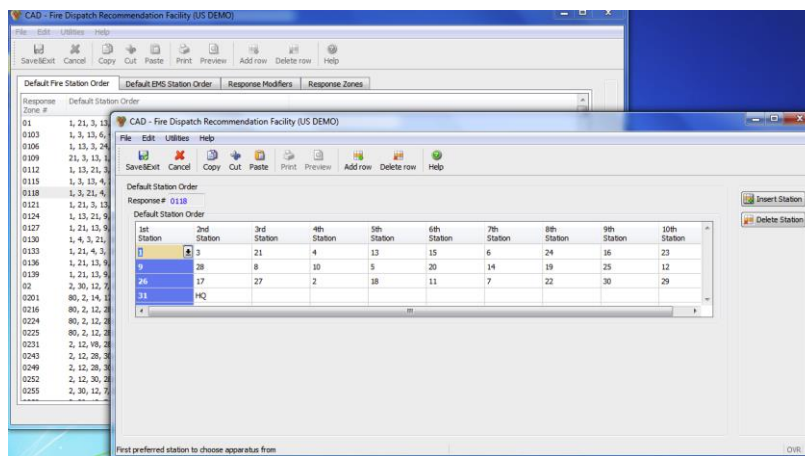 CAD - Fire Dispatch Recommendation Facility (US DEMO)
File Edit Utilities Help
Save&Exit Cancel Copy Cut Paste Print Preview Add row Delete row Help
Default Fire Station Order Default EMS Station Order Response Modifiers Response Zones
Response Zone # Default Station Order
01 1, 21, 3, 13,
0103 1, 3, 13, 6,
0106 1, 13, 3, 24,
0109 21, 3, 13, 1,
0112 1, 13, 21, 3,
0115 1, 3, 13, 4,
0118 1, 3, 21, 4,
0121 1, 21, 3, 13,
0124 1, 13, 21, 9,
0127 1, 21, 13, 9,
0130 1, 4, 3, 21,
0133 1, 21, 4, 3,
0136 1, 21, 13, 9,
0139 1, 21, 13, 9,
02 2, 30, 12, 7,
0201 80, 2, 14, 1
0216 80, 2, 12, 28
0224 80, 2, 12, 28
0225 80, 2, 12, 28
0231 2, 12, V8, 28
0243 2, 12, 28, 30
0249 2, 12, 28, 30
0252 2, 12, 30, 28
0255 2, 30, 12, 7,
CAD - Fire Dispatch Recommendation Facility (US DEMO)
File Edit Utilities Help
Save&Exit Cancel Copy Cut Paste Print Preview Add row Delete row Help
Default Station Order
Response # 0118
Default Station Order
1st Station 2nd Station 3rd Station 4th Station 5th Station 6th Station 7th Station 8th Station 9th Station 10th Station
1 3 21 4 13 15 6 24 16 23
9 28 8 10 5 20 14 19 25 12
26 17 27 2 18 11 7 22 30 29
31 HQ
Insert Station
Delete Station
First preferred station to choose apparatus from
OVR